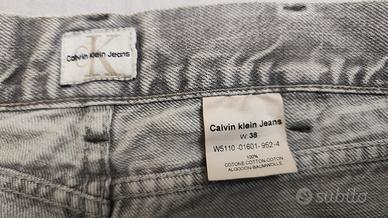 CK
Calvin Klein Jeans
Calvin klein Jeans
W 38
W5110-01601-952-4
100%
COTONE-COTTON-COTON
ALGODON-BAUMWOLLE
subito